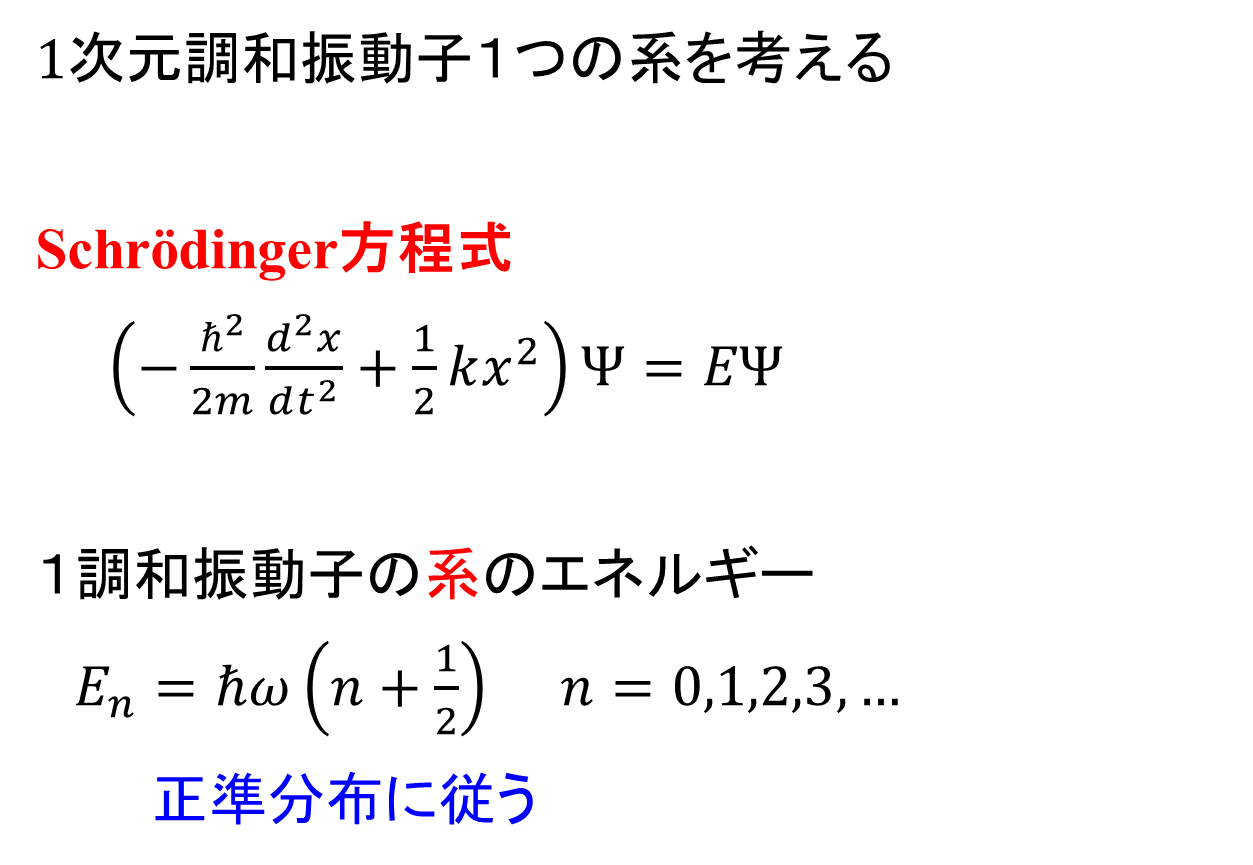 1次元調和振動子１つの系を考える
Schrödinger方程式
(−ℏ²/2m d²x/dt² + 1/2 kx²)Ψ = EΨ
１調和振動子の系のエネルギー
Eₙ = ℏω(n + 1/2) n = 0,1,2,3, …
正準分布に従う